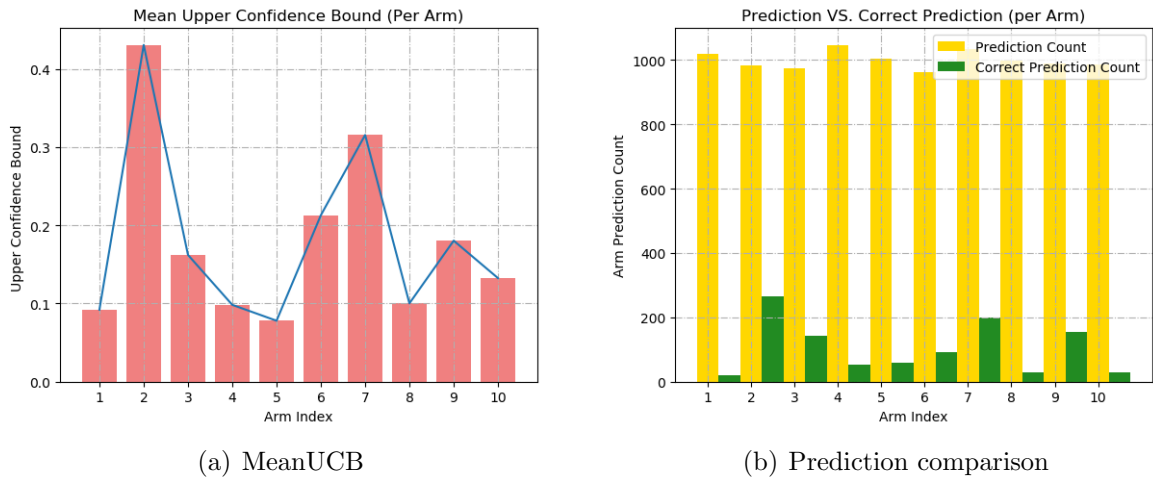 Mean Upper Confidence Bound (Per Arm)
Upper Confidence Bound
0.4
0.3
0.2
0.1
0.0
1 2 3 4 5 6 7 8 9 10
Arm Index
(a) MeanUCB
Prediction VS. Correct Prediction (per Arm)
Prediction Count
Correct Prediction Count
Arm Prediction Count
1000
800
600
400
200
0
1 2 3 4 5 6 7 8 9 10
Arm Index
(b) Prediction comparison